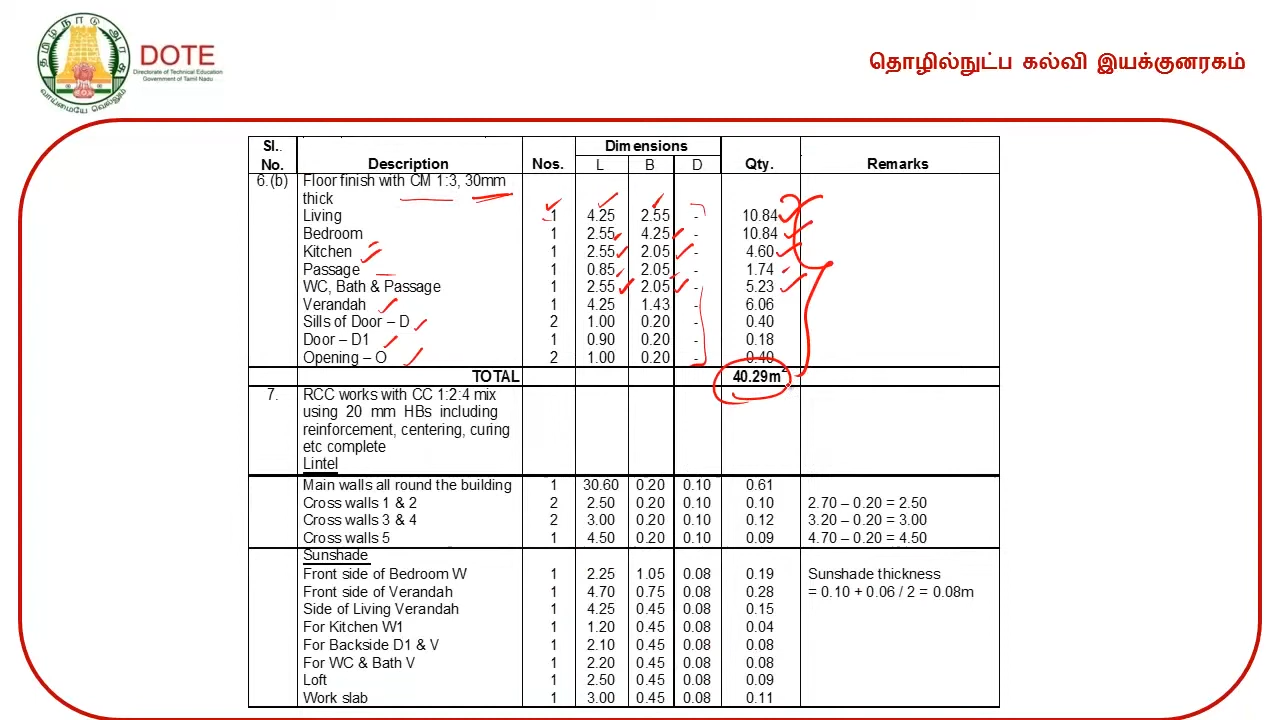 தமிழ்நாடு அரசு
வாய்மையே வெல்லும்
DOTE
Directorate of Technical Education
Government of Tamil Nadu
தொழில்நுட்ப கல்வி இயக்குனரகம்
Sl.. No. Description Nos. Dimensions L B D Qty. Remarks
6.(b) Floor finish with CM 1:3, 30mm
thick
Living 1 4.25 2.55 - 10.84
Bedroom 1 2.55 4.25 - 10.84
Kitchen 1 2.55 2.05 - 4.60
Passage 1 0.85 2.05 - 1.74
WC, Bath & Passage 1 2.55 2.05 - 5.23
Verandah 1 4.25 1.43 - 6.06
Sills of Door – D 2 1.00 0.20 - 0.40
Door – D1 1 0.90 0.20 - 0.18
Opening – O 2 1.00 0.20 - 0.40
TOTAL 40.29m²
7. RCC works with CC 1:2:4 mix
using 20 mm HBs including
reinforcement, centering, curing
etc complete
Lintel
Main walls all round the building 1 30.60 0.20 0.10 0.61
Cross walls 1 & 2 2 2.50 0.20 0.10 0.10 2.70 – 0.20 = 2.50
Cross walls 3 & 4 2 3.00 0.20 0.10 0.12 3.20 – 0.20 = 3.00
Cross walls 5 1 4.50 0.20 0.10 0.09 4.70 – 0.20 = 4.50
Sunshade
Front side of Bedroom W 1 2.25 1.05 0.08 0.19 Sunshade thickness
Front side of Verandah 1 4.70 0.75 0.08 0.28 = 0.10 + 0.06 / 2 = 0.08m
Side of Living Verandah 1 4.25 0.45 0.08 0.15
For Kitchen W1 1 1.20 0.45 0.08 0.04
For Backside D1 & V 1 2.10 0.45 0.08 0.08
For WC & Bath V 1 2.20 0.45 0.08 0.08
Loft 1 2.50 0.45 0.08 0.09
Work slab 1 3.00 0.45 0.08 0.11